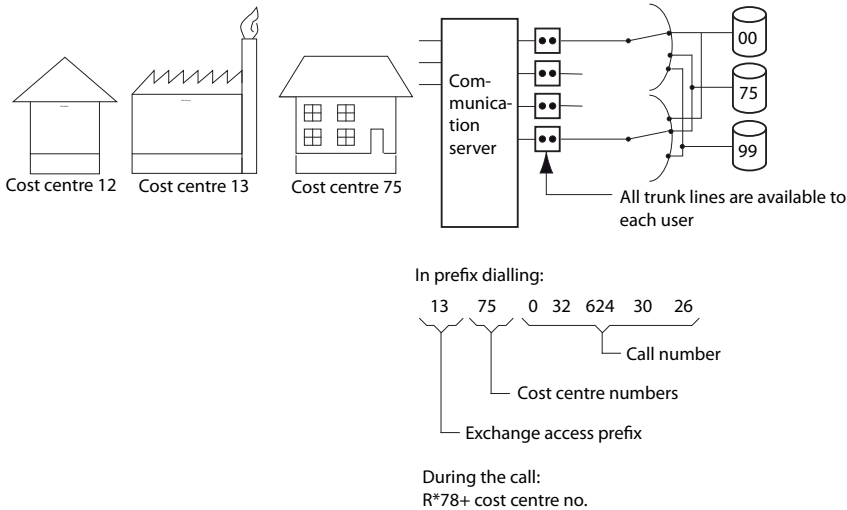 Cost centre 12
Cost centre 13
Cost centre 75
Com-
munica-
tion
server
00
75
99
All trunk lines are available to
each user
In prefix dialling:
13 75 0 32 624 30 26
Call number
Cost centre numbers
Exchange access prefix
During the call:
R*78+ cost centre no.